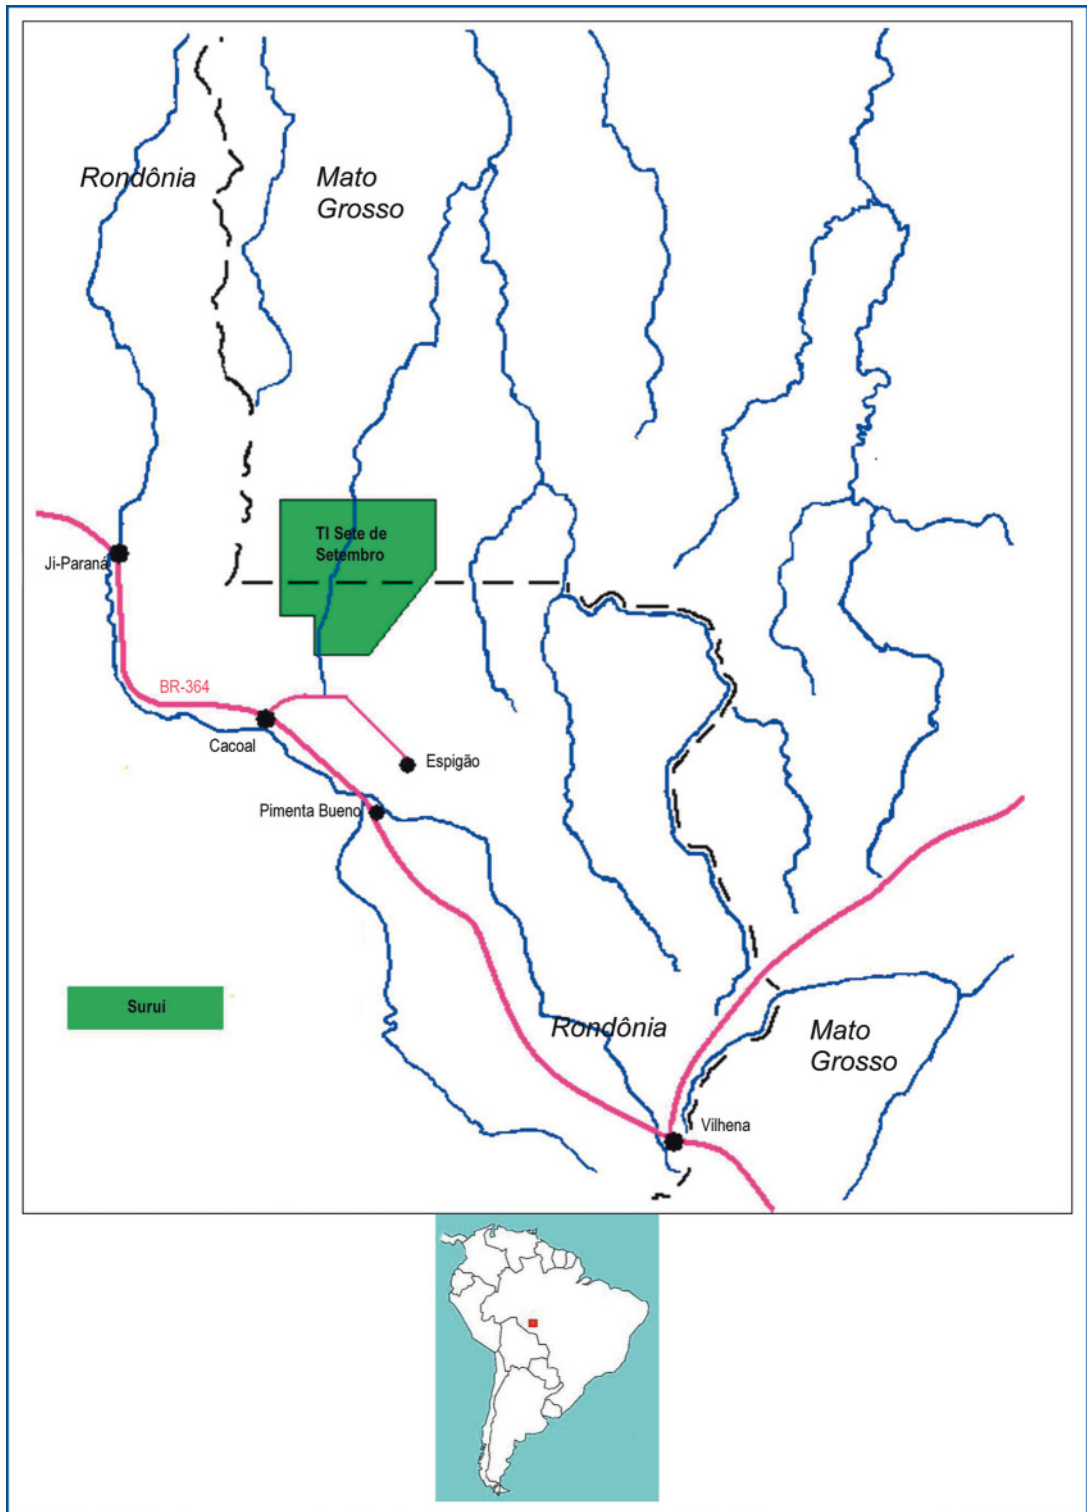 Rondônia
Mato
Grosso
TI Sete de
Setembro
Ji-Paraná
BR-364
Cacoal
Espigão
Pimenta Bueno
Suruí
Rondônia
Mato
Grosso
Vilhena